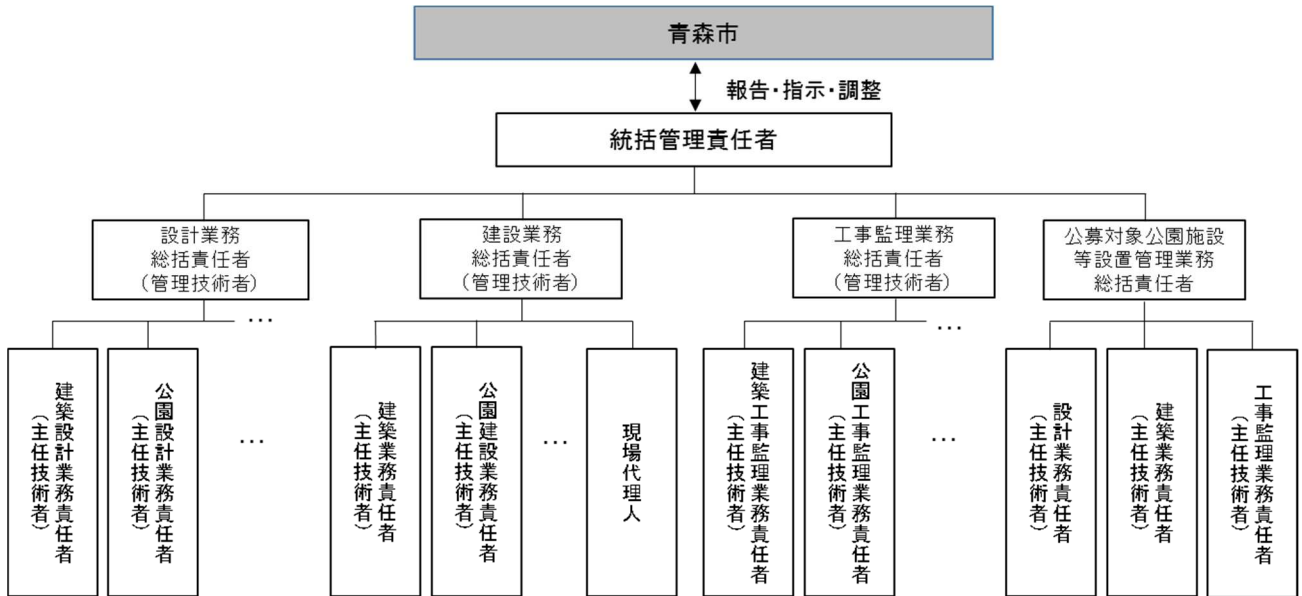 青森市
報告・指示・調整
統括管理責任者
設計業務
総括責任者
(管理技術者)
建設業務
総括責任者
(管理技術者)
工事監理業務
総括責任者
(管理技術者)
公募対象公園施設
等設置管理業務
総括責任者
…
…
建築設計業務責任者
(主任技術者)
公園設計業務責任者
(主任技術者)
…
建築業務責任者
(主任技術者)
公園建設業務責任者
(主任技術者)
…
現場代理人
建築工事監理業務責任者
(主任技術者)
公園工事監理業務責任者
(主任技術者)
…
設計業務責任者
(主任技術者)
建築業務責任者
(主任技術者)
工事監理業務責任者
(主任技術者)